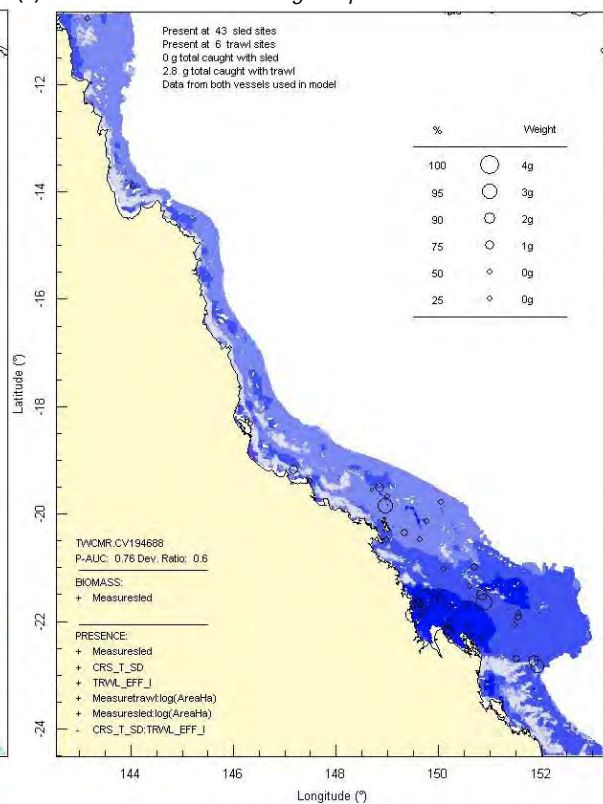 Present at 43 sled sites
Present at 6 trawl sites
0 g total caught with sled
2.8 g total caught with trawl
Data from both vessels used in model
% Weight
100 4g
95 3g
90 2g
75 1g
50 0g
25 0g
-12
-14
-16
-18
-20
-22
-24
Latitude (º)
TWCMR.CV194688
P-AUC: 0.76 Dev. Ratio: 0.6
BIOMASS:
+ Measuresled
PRESENCE:
+ Measuresled
+ CRS_T_SD
+ TRWL_EFF_I
+ Measuretrawl:log(AreaHa)
+ Measuresled:log(AreaHa)
- CRS_T_SD:TRWL_EFF_I
144 146 148 150 152
Longitude (º)